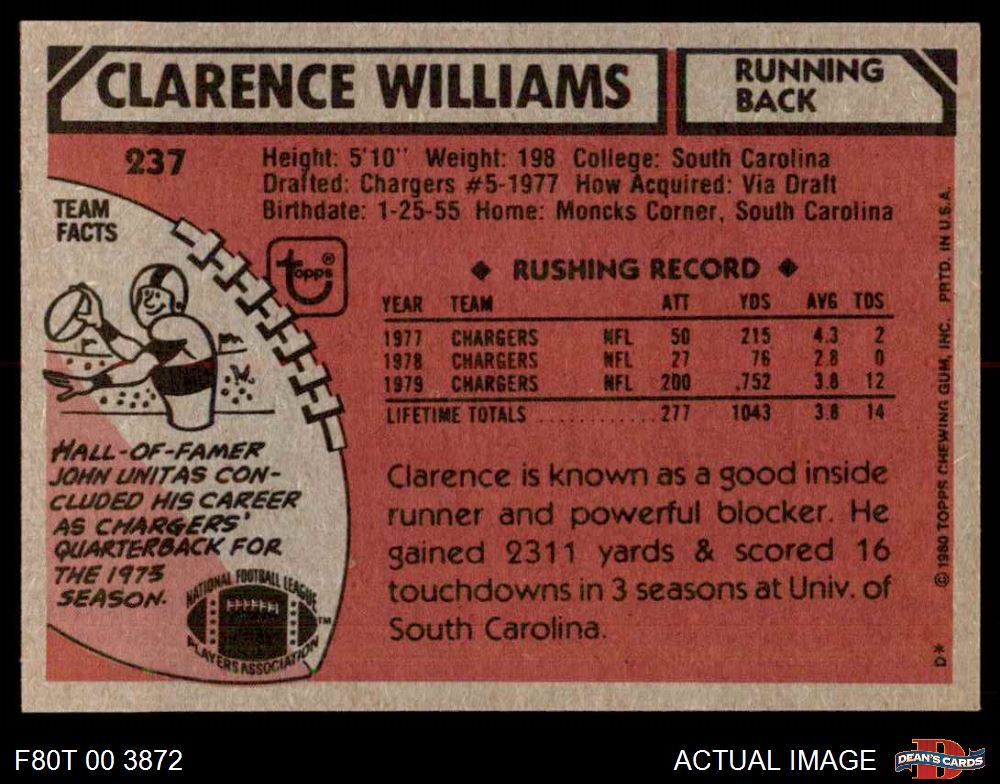 CLARENCE WILLIAMS
RUNNING
BACK
237
Height: 5'10" Weight: 198 College: South Carolina
Drafted: Chargers #5-1977 How Acquired: Via Draft
Birthdate: 1-25-55 Home: Moncks Corner, South Carolina
TEAM
FACTS
topps®
◆ RUSHING RECORD ◆
YEAR TEAM ATT YDS AVG TDS
1977 CHARGERS NFL 50 215 4.3 2
1978 CHARGERS NFL 27 76 2.8 0
1979 CHARGERS NFL 200 .752 3.8 12
LIFETIME TOTALS ............ 277 1043 3.8 14
HALL-OF-FAMER
JOHN UNITAS CON-
CLUDED HIS CAREER
AS CHARGERS'
QUARTERBACK FOR
THE 1973
SEASON.
NATIONAL FOOTBALL LEAGUE
PLAYERS ASSOCIATION
TM
Clarence is known as a good inside
runner and powerful blocker. He
gained 2311 yards & scored 16
touchdowns in 3 seasons at Univ. of
South Carolina.
D* © 1980 TOPPS CHEWING GUM, INC. PRTD. IN U.S.A.
F80T 00 3872
ACTUAL IMAGE
DEAN'S CARDS